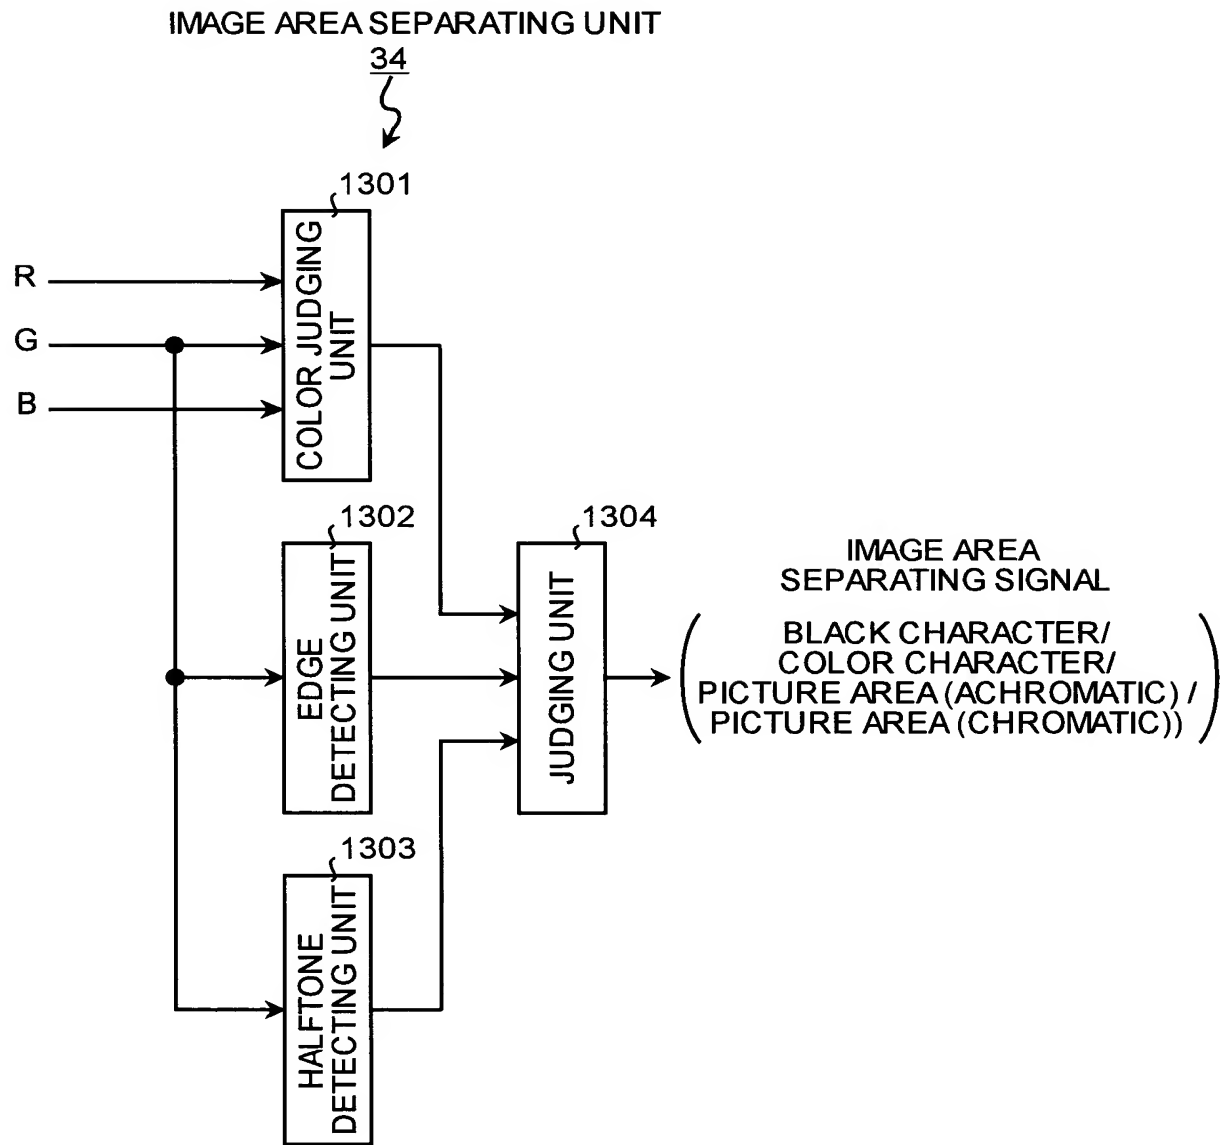 IMAGE AREA SEPARATING UNIT
34
1301
R
G
B
COLOR JUDGING
UNIT
1302
EDGE
DETECTING UNIT
1303
HALFTONE
DETECTING UNIT
1304
JUDGING UNIT
IMAGE AREA
SEPARATING SIGNAL
BLACK CHARACTER/
COLOR CHARACTER/
PICTURE AREA (ACHROMATIC) /
PICTURE AREA (CHROMATIC))